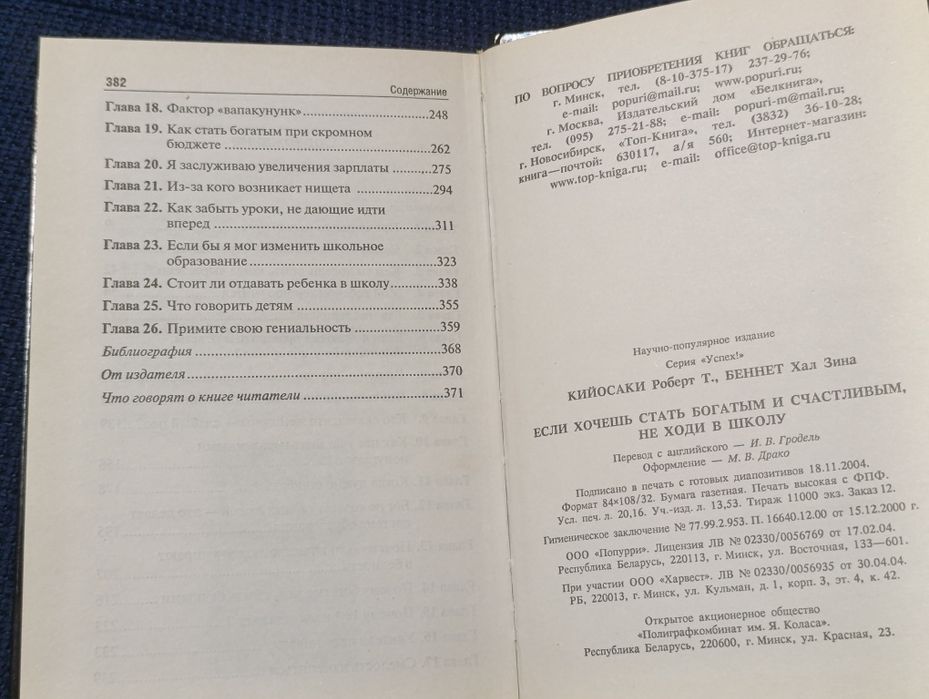 382
Содержание
Глава 18. Фактор «вапакунунк»..............................248
Глава 19. Как стать богатым при скромном
бюджете ..............................262
Глава 20. Я заслуживаю увеличения зарплаты ..........275
Глава 21. Из-за кого возникает нищета ..................294
Глава 22. Как забыть уроки, не дающие идти
вперед ..............................311
Глава 23. Если бы я мог изменить школьное
образование..............................323
Глава 24. Стоит ли отдавать ребенка в школу............338
Глава 25. Что говорить детям ..............................355
Глава 26. Примите свою гениальность ..................359
Библиография ..............................368
От издателя..............................370
Что говорят о книге читатели ..............................371
ПО ВОПРОСУ ПРИОБРЕТЕНИЯ КНИГ ОБРАЩАТЬСЯ:
г. Минск, тел. (8-10-375-17) 237-29-76;
e-mail: popuri@mail.ru; www.popuri.ru;
г. Москва, Издательский дом «Белкнига»,
тел. (095) 275-21-88; e-mail: popuri-m@mail.ru;
г. Новосибирск, «Топ-Книга», тел. (3832) 36-10-28;
книга—почтой: 630117, а/я 560; Интернет-магазин:
www.top-kniga.ru; e-mail: office@top-kniga.ru
Научно-популярное издание
Серия «Успех!»
КИЙОСАКИ Роберт Т., БЕННЕТ Хал Зина
ЕСЛИ ХОЧЕШЬ СТАТЬ БОГАТЫМ И СЧАСТЛИВЫМ,
НЕ ХОДИ В ШКОЛУ
Перевод с английского — И. В. Гродель
Оформление — М. В. Драко
Подписано в печать с готовых диапозитивов 18.11.2004.
Формат 84×108/32. Бумага газетная. Печать высокая с ФПФ.
Усл. печ. л. 20,16. Уч.-изд. л. 13,53. Тираж 11000 экз. Заказ 12.
Гигиеническое заключение № 77.99.2.953. П. 16640.12.00 от 15.12.2000 г.
ООО «Попурри». Лицензия ЛВ № 02330/0056769 от 17.02.04.
Республика Беларусь, 220113, г. Минск, ул. Восточная, 133—601.
При участии ООО «Харвест». ЛВ № 02330/0056935 от 30.04.04.
РБ, 220013, г. Минск, ул. Кульман, д. 1, корп. 3, эт. 4, к. 42.
Открытое акционерное общество
«Полиграфкомбинат им. Я. Коласа».
Республика Беларусь, 220600, г. Минск, ул. Красная, 23.